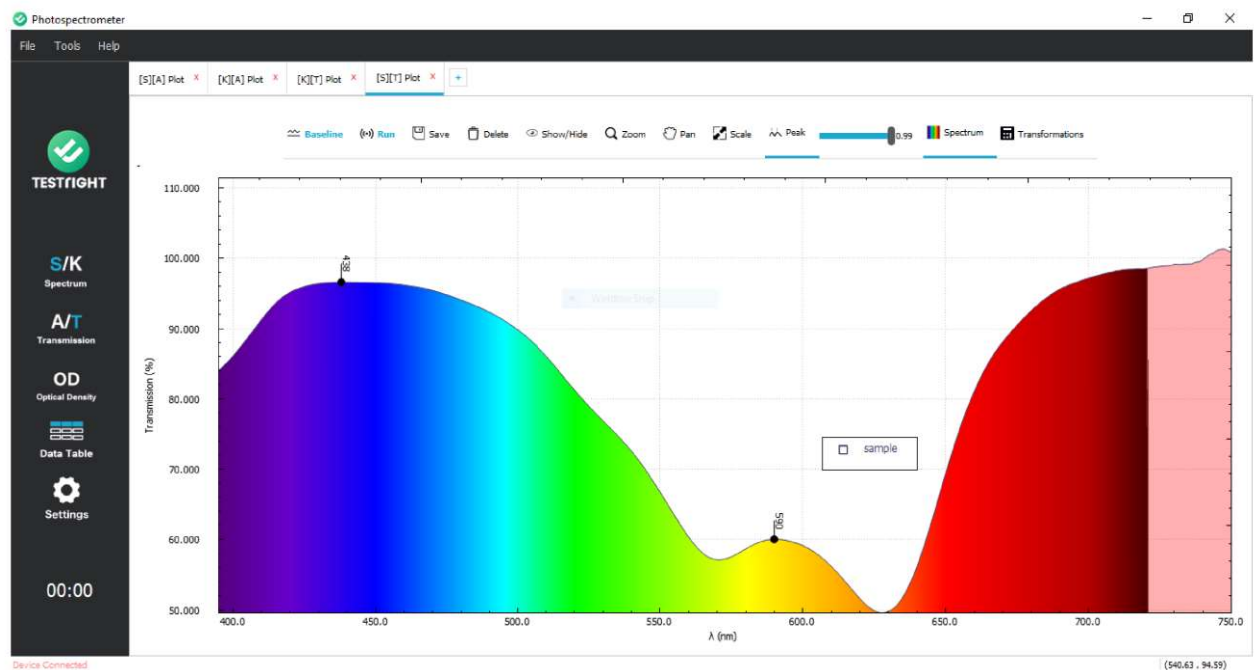 Photospectrometer
File Tools Help
[S][A] Plot x [K][A] Plot x [K][T] Plot x [S][T] Plot x +
Baseline Run Save Delete Show/Hide Zoom Pan Scale Peak 0.99 Spectrum Transformations
TESTRIGHT
S/K
Spectrum
A/T
Transmission
OD
Optical Density
Data Table
Settings
00:00
Transmission (%)
110.000
100.000
90.000
80.000
70.000
60.000
50.000
438
590
sample
400.0 450.0 500.0 550.0 600.0 650.0 700.0 750.0
λ (nm)
Device Connected
(540.63 , 94.59)